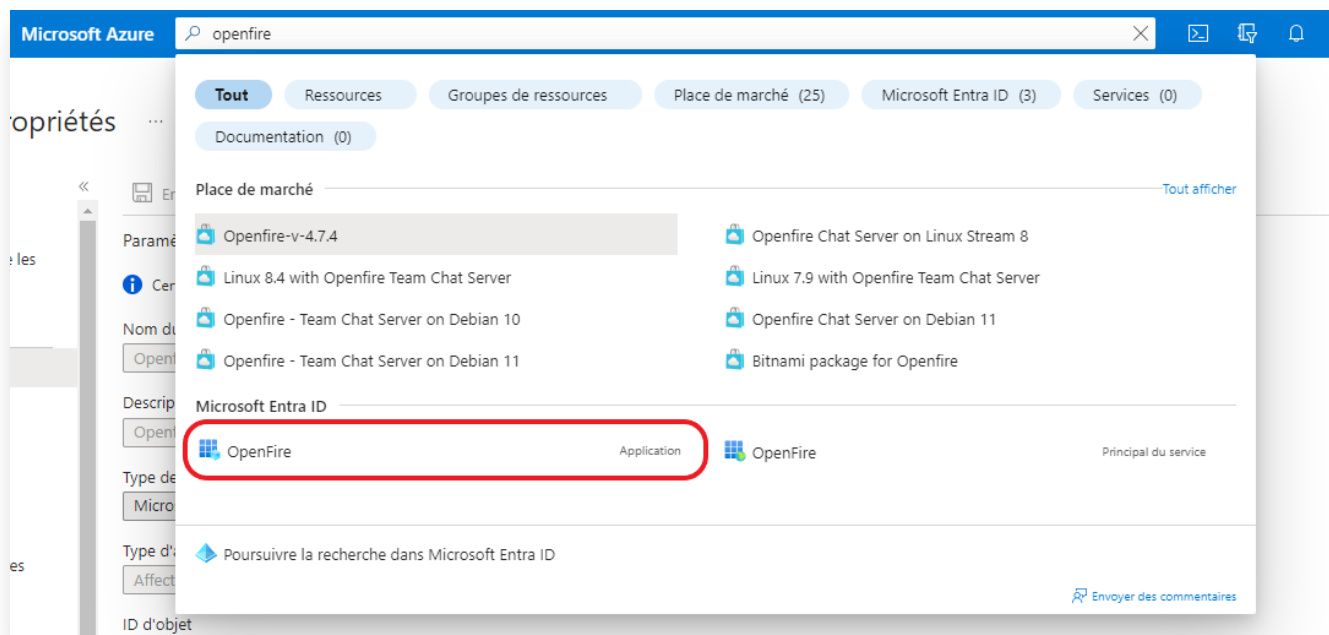 Microsoft Azure
openfire
Tout Ressources Groupes de ressources Place de marché (25) Microsoft Entra ID (3) Services (0)
Documentation (0)
opriétés ...
Place de marché Tout afficher
Openfire-v-4.7.4 Openfire Chat Server on Linux Stream 8
Linux 8.4 with Openfire Team Chat Server Linux 7.9 with Openfire Team Chat Server
Openfire - Team Chat Server on Debian 10 Openfire Chat Server on Debian 11
Openfire - Team Chat Server on Debian 11 Bitnami package for Openfire
Microsoft Entra ID
OpenFire Application OpenFire Principal du service
Poursuivre la recherche dans Microsoft Entra ID
Envoyer des commentaires
« Er
Paramè
e les
Cer
Nom du
Openf
Descrip
Openf
Type de
Micro
Type d'a
es
Affect
ID d'objet